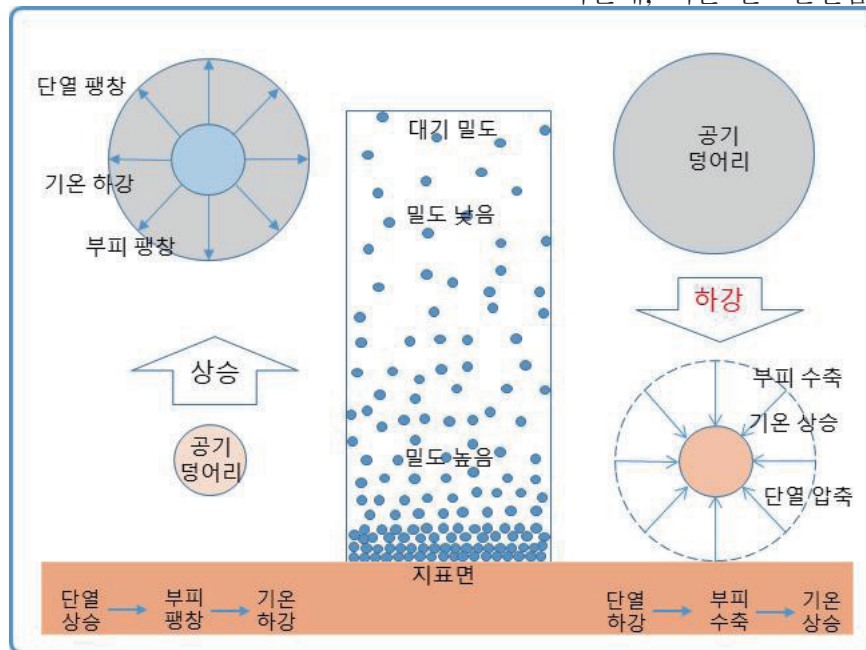 단열 팽창
기온 하강
부피 팽창
상승
공기
덩어리
대기 밀도
밀도 낮음
밀도 높음
공기
덩어리
하강
부피 수축
기온 상승
단열 압축
지표면
단열
상승
부피
팽창
기온
하강
단열
하강
부피
수축
기온
상승